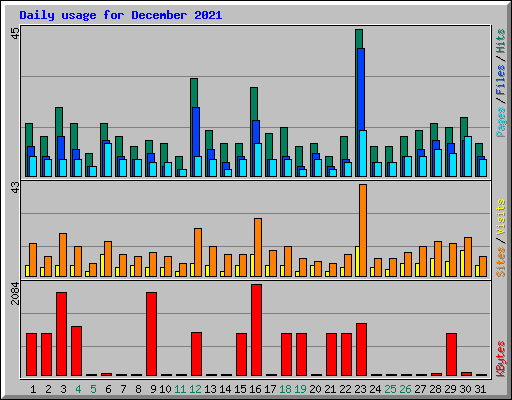 Daily usage for December 2021
45
Pages / Files / Hits
43
Sites / Visits
2084
KBytes
1 2 3 4 5 6 7 8 9 10 11 12 13 14 15 16 17 18 19 20 21 22 23 24 25 26 27 28 29 30 31